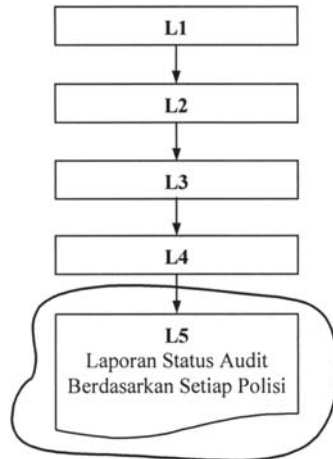 L1
L2
L3
L4
L5
Laporan Status Audit
Berdasarkan Setiap Polisi